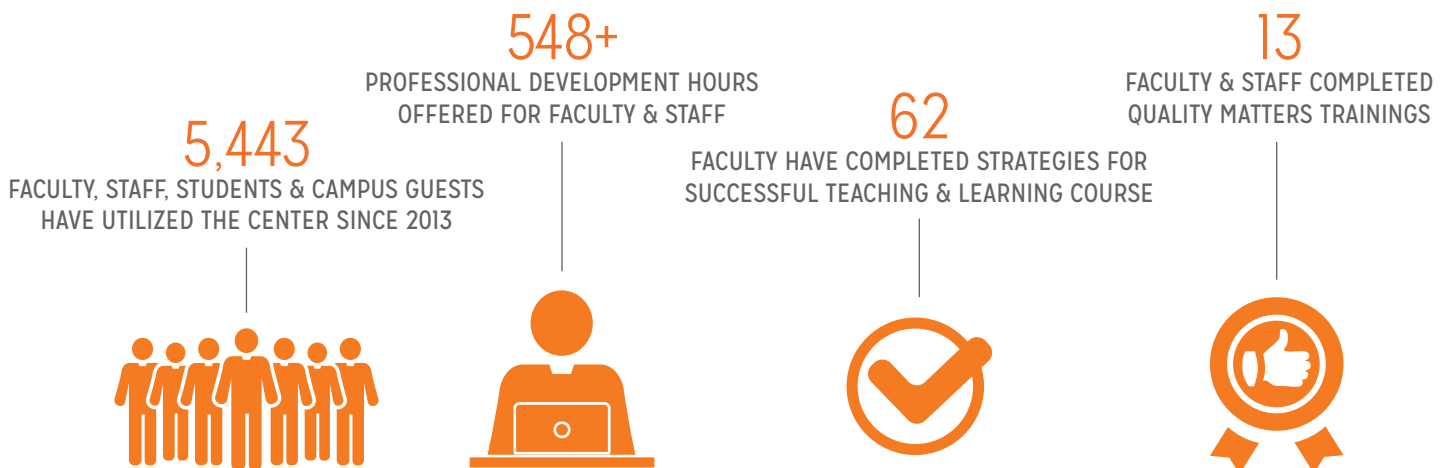 5,443
FACULTY, STAFF, STUDENTS & CAMPUS GUESTS
HAVE UTILIZED THE CENTER SINCE 2013
548+
PROFESSIONAL DEVELOPMENT HOURS
OFFERED FOR FACULTY & STAFF
62
FACULTY HAVE COMPLETED STRATEGIES FOR
SUCCESSFUL TEACHING & LEARNING COURSE
13
FACULTY & STAFF COMPLETED
QUALITY MATTERS TRAININGS